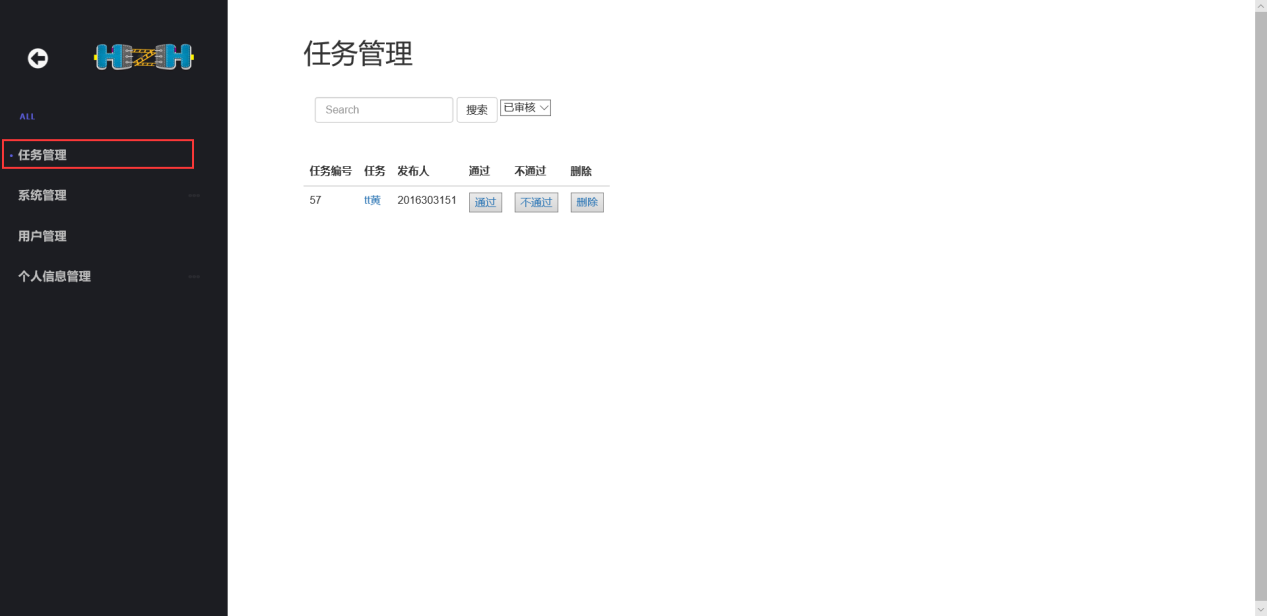 ALL
任务管理
系统管理
用户管理
个人信息管理
任务管理
Search 搜索 已审核
任务编号 任务 发布人 通过 不通过 删除
57 tt黄 2016303151 通过 不通过 删除